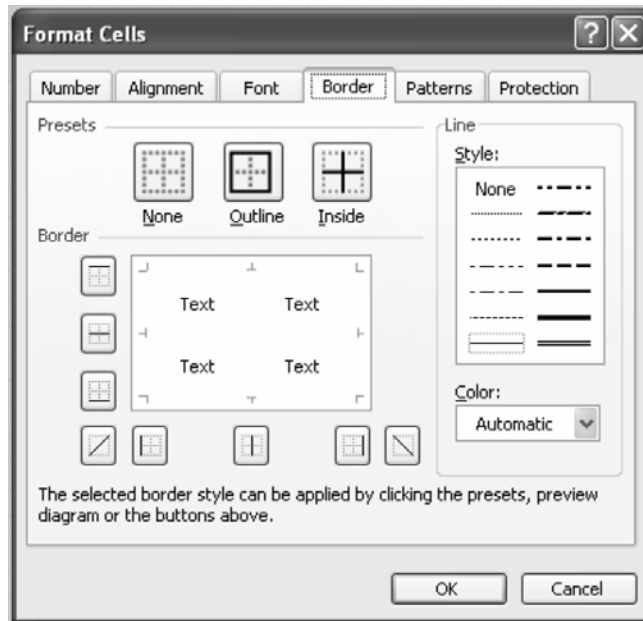 Format Cells
Number Alignment Font Border Patterns Protection
Presets
None Outline Inside
Border
Text Text
Text Text
Line
Style:
None
Color:
Automatic
The selected border style can be applied by clicking the presets, preview
diagram or the buttons above.
OK Cancel